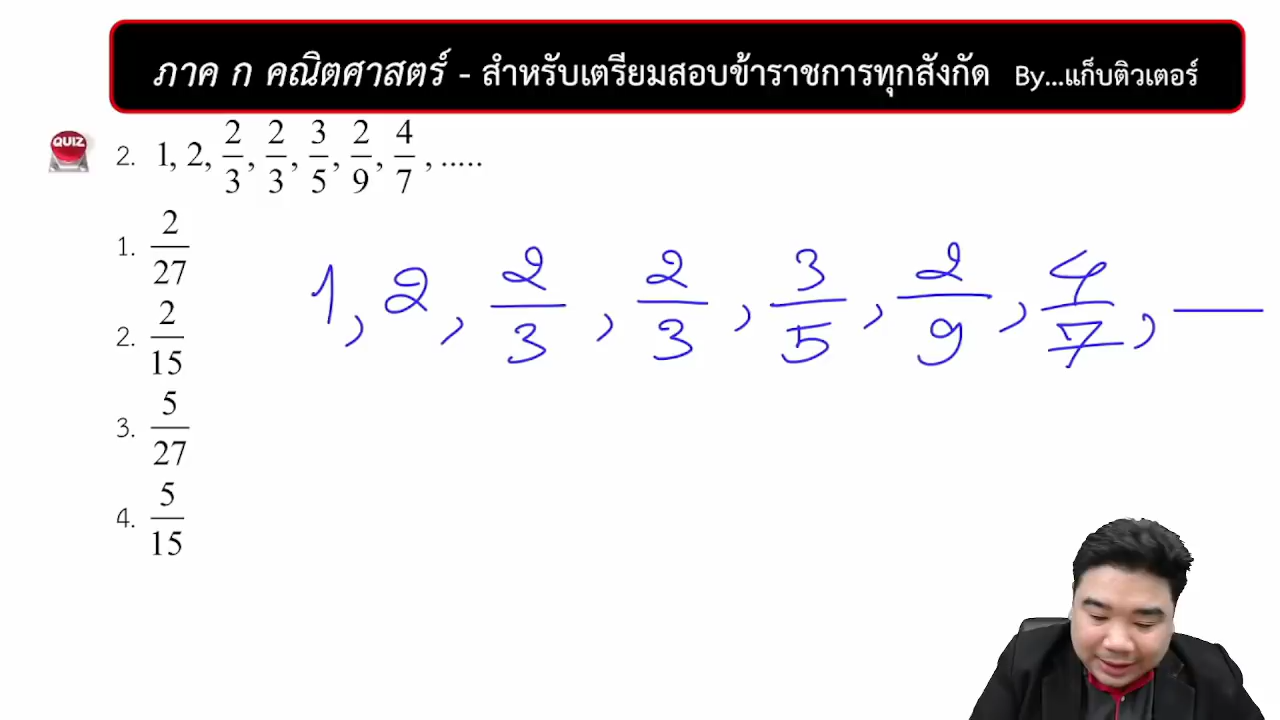 ภาค ก คณิตศาสตร์ - สำหรับเตรียมสอบข้าราชการทุกสังกัด By...แก็บติวเตอร์
QUIZ
2. 1, 2, 2/3, 2/3, 3/5, 2/9, 4/7, .....
1. 2/27
2. 2/15
3. 5/27
4. 5/15
1, 2, 2/3, 2/3, 3/5, 2/9, 4/7, —